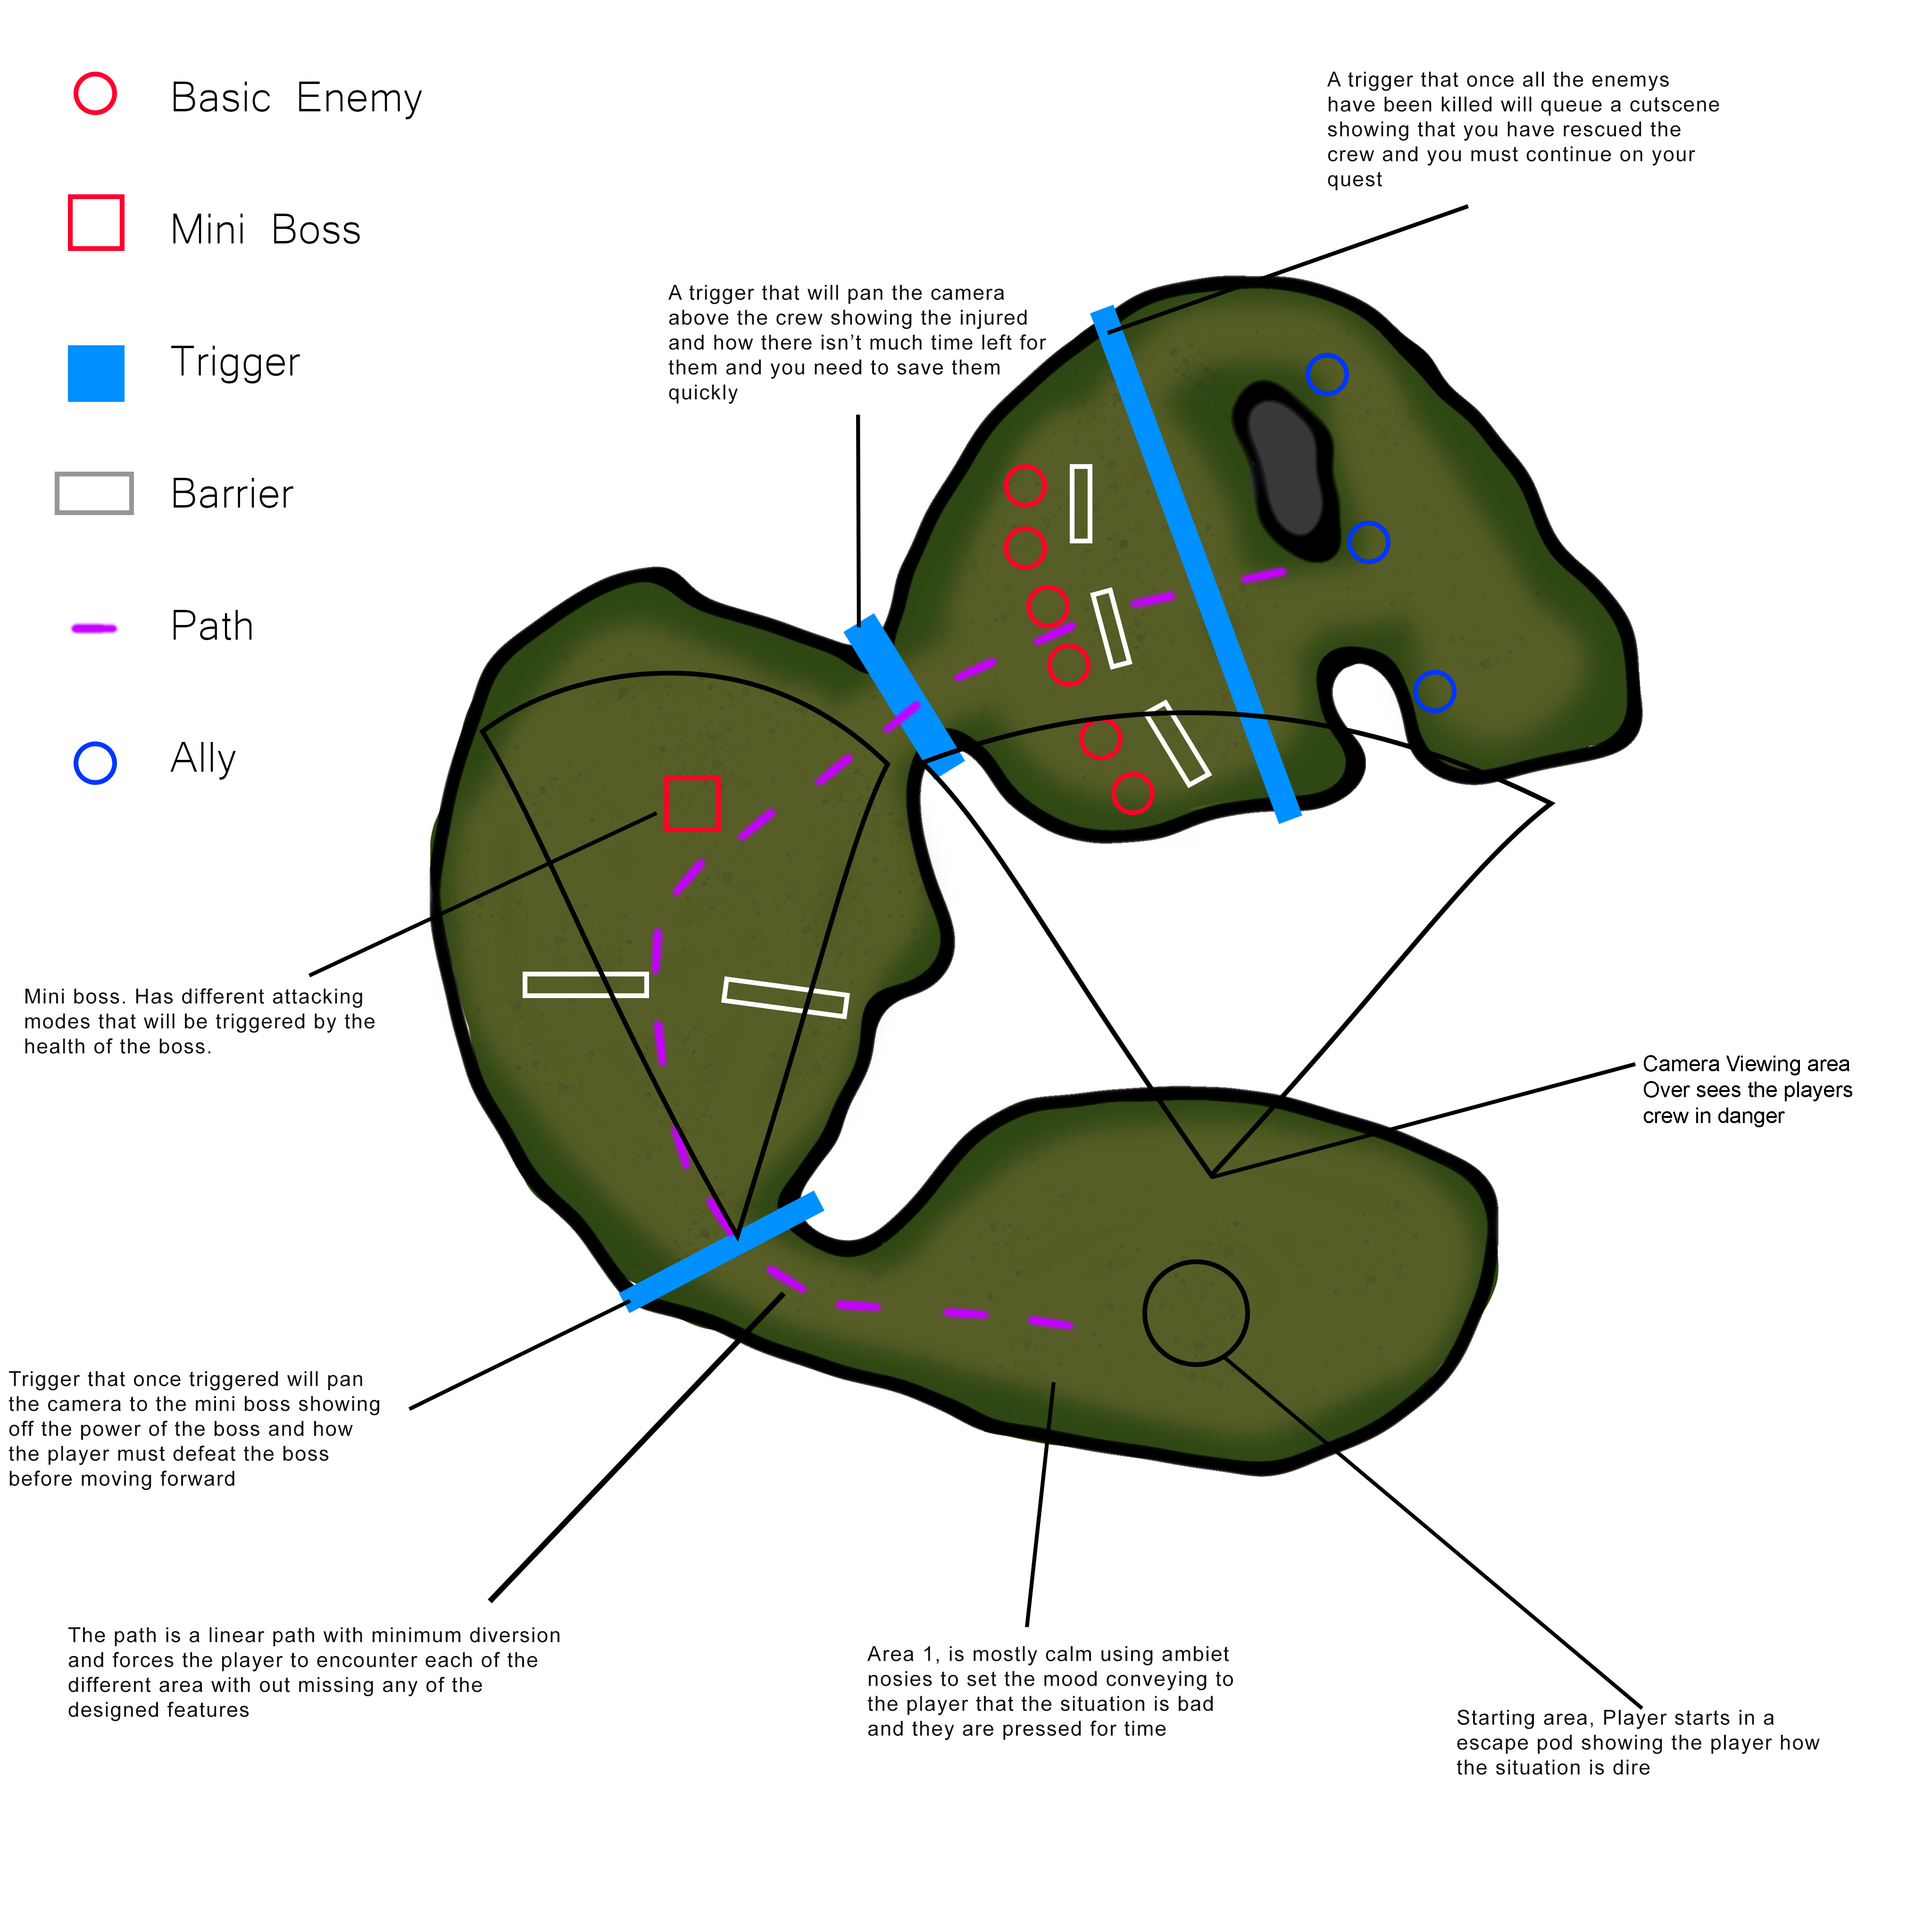 Basic Enemy
Mini Boss
Trigger
Barrier
Path
Ally
A trigger that once all the enemys
have been killed will queue a cutscene
showing that you have rescued the
crew and you must continue on your
quest
A trigger that will pan the camera
above the crew showing the injured
and how there isn't much time left for
them and you need to save them
quickly
Mini boss. Has different attacking
modes that will be triggered by the
health of the boss.
Camera Viewing area
Over sees the players
crew in danger
Trigger that once triggered will pan
the camera to the mini boss showing
off the power of the boss and how
the player must defeat the boss
before moving forward
The path is a linear path with minimum diversion
and forces the player to encounter each of the
different area with out missing any of the
designed features
Area 1, is mostly calm using ambiet
nosies to set the mood conveying to
the player that the situation is bad
and they are pressed for time
Starting area, Player starts in a
escape pod showing the player how
the situation is dire